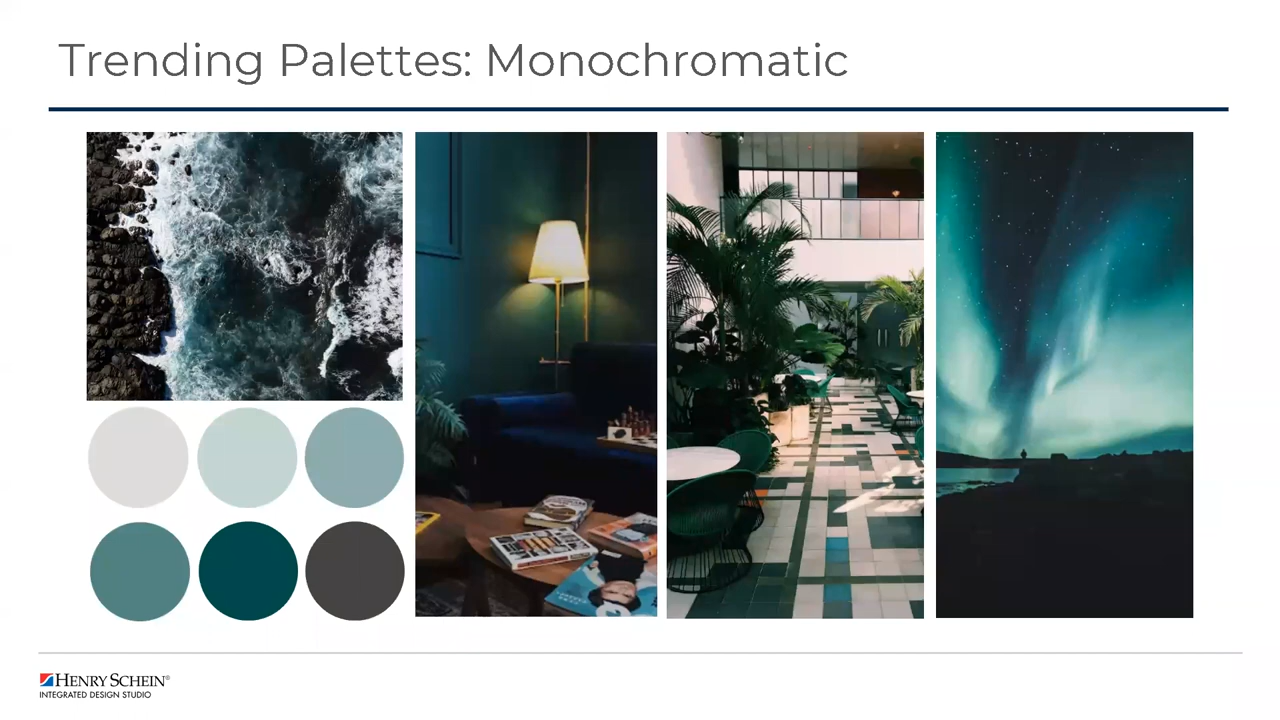 Trending Palettes: Monochromatic
HENRY SCHEIN®
INTEGRATED DESIGN STUDIO